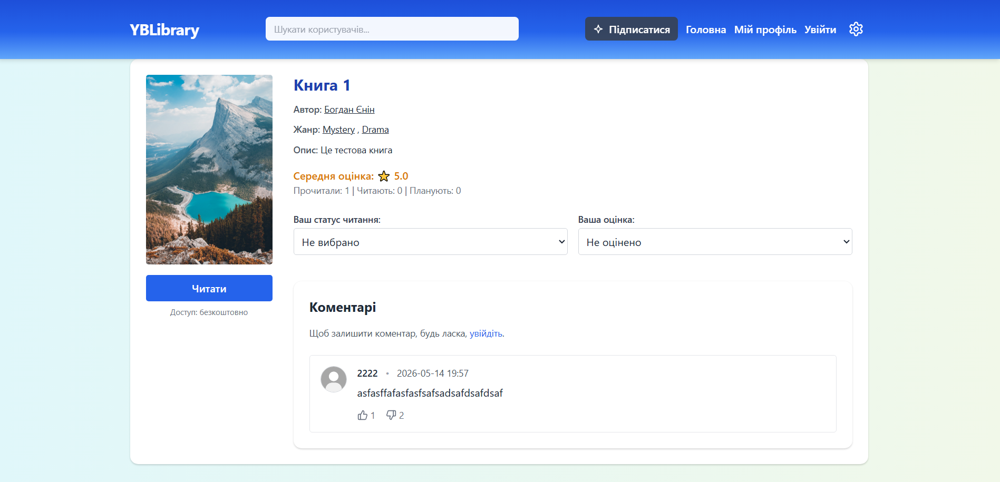 YBLibrary
Шукати користувачів...
Підписатися
Головна
Мій профіль
Увійти
Книга 1
Автор: Богдан Єнін
Жанр: Mystery , Drama
Опис: Це тестова книга
Середня оцінка: ⭐ 5.0
Прочитали: 1 | Читають: 0 | Планують: 0
Ваш статус читання:
Не вибрано
Ваша оцінка:
Не оцінено
Читати
Доступ: безкоштовно
Коментарі
Щоб залишити коментар, будь ласка, увійдіть.
2222 • 2026-05-14 19:57
asfasffafasfasfsafsadsafdsafdsaf
1 2